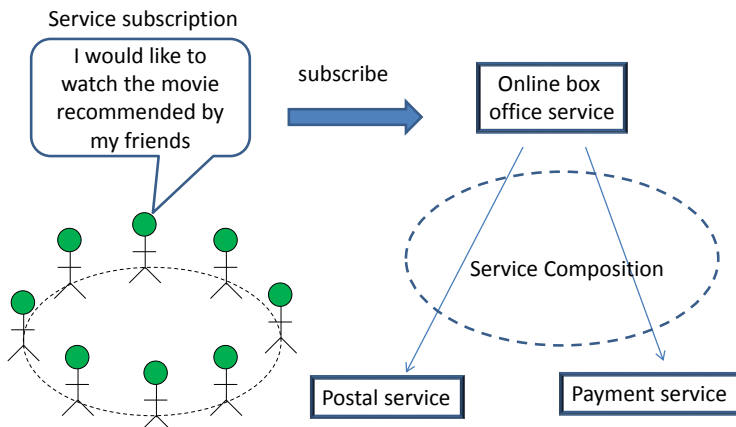 Service subscription
I would like to
watch the movie
recommended by
my friends
subscribe
Online box
office service
Service Composition
Postal service
Payment service